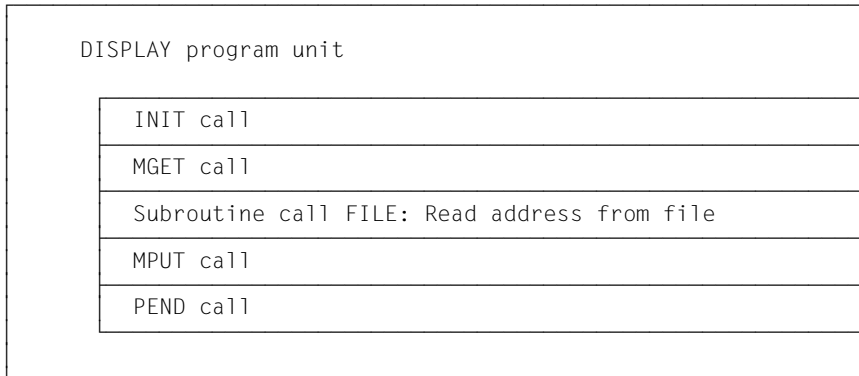 DISPLAY program unit
INIT call
MGET call
Subroutine call FILE: Read address from file
MPUT call
PEND call